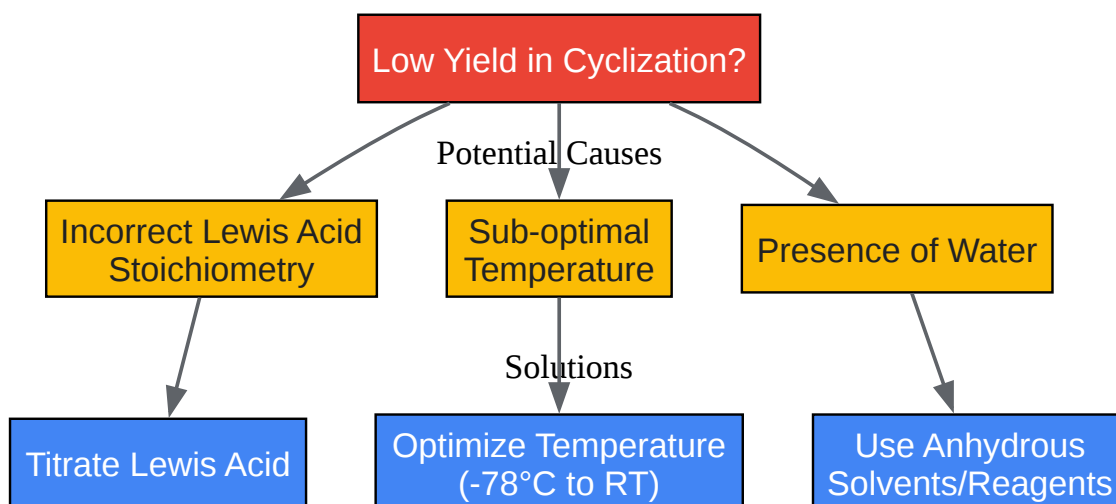 Low Yield in Cyclization?
Potential Causes
Incorrect Lewis Acid
Stoichiometry
Sub-optimal
Temperature
Presence of Water
Solutions
Titrate Lewis Acid
Optimize Temperature
(-78°C to RT)
Use Anhydrous
Solvents/Reagents